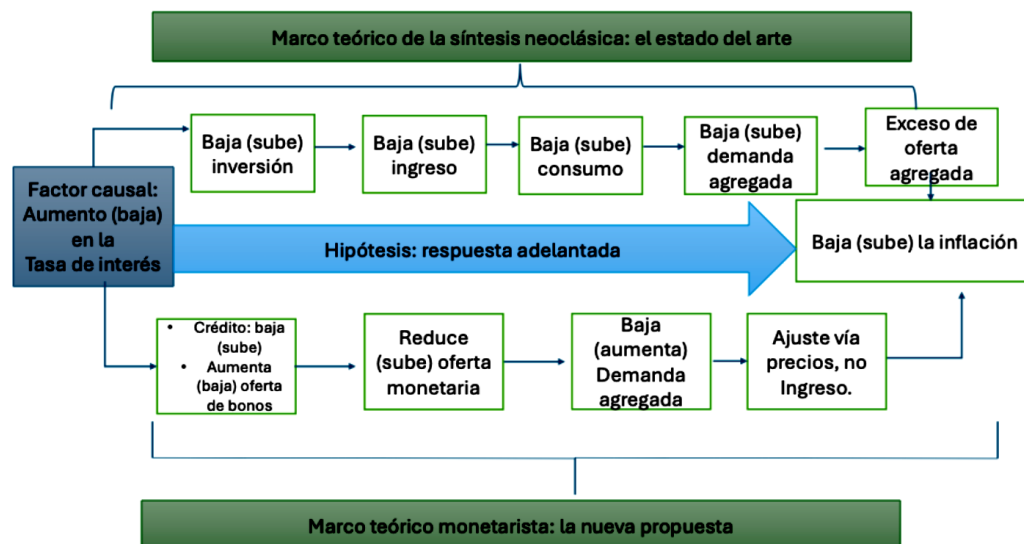 Marco teórico de la síntesis neoclásica: el estado del arte
Baja (sube)
inversión
Baja (sube)
ingreso
Baja (sube)
consumo
Baja (sube)
demanda
agregada
Exceso de
oferta
agregada
Factor causal:
Aumento (baja)
en la
Tasa de interés
Hipótesis: respuesta adelantada
Baja (sube) la inflación
• Crédito: baja
(sube)
• Aumenta
(baja) oferta
de bonos
Reduce
(sube) oferta
monetaria
Baja
(aumenta)
Demanda
agregada
Ajuste vía
precios, no
Ingreso.
Marco teórico monetarista: la nueva propuesta